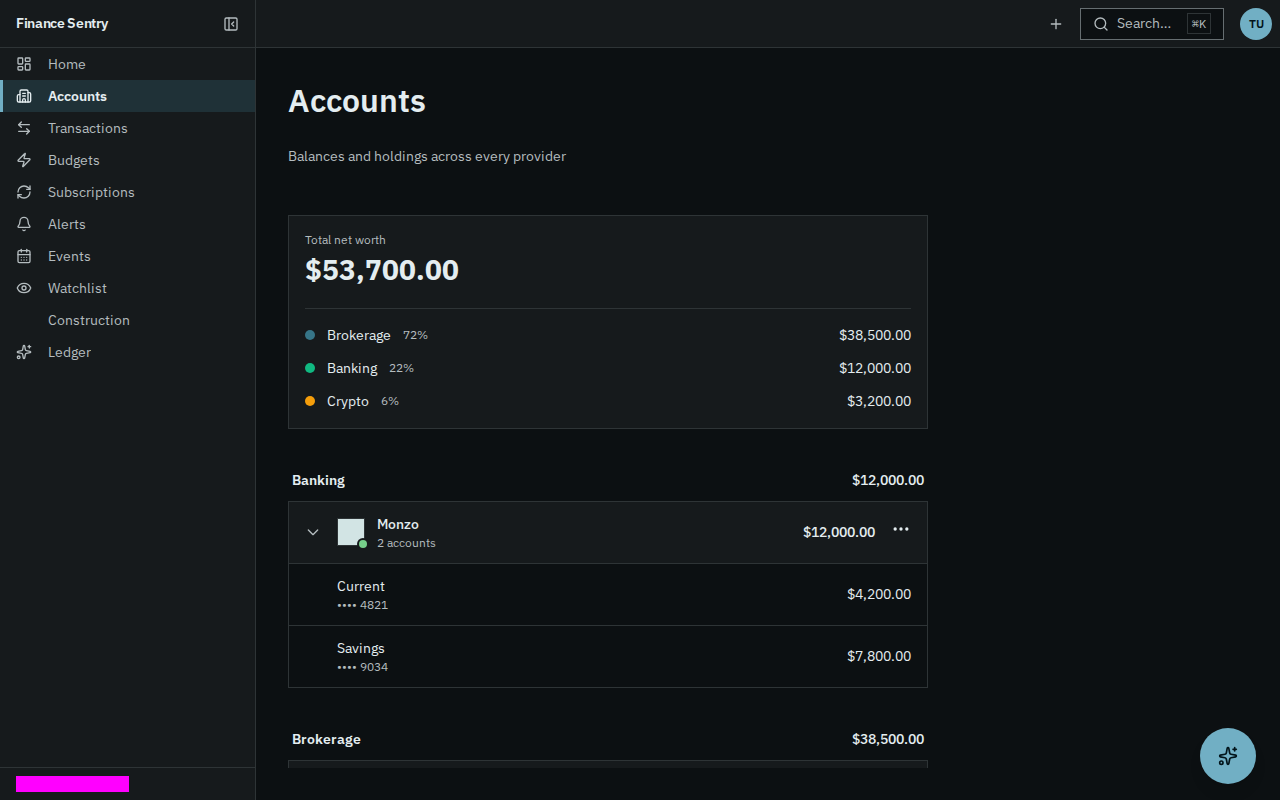 Finance Sentry
Search...
⌘K
TU
Home
Accounts
Transactions
Budgets
Subscriptions
Alerts
Events
Watchlist
Construction
Ledger
Accounts
Balances and holdings across every provider
Total net worth
$53,700.00
Brokerage 72% $38,500.00
Banking 22% $12,000.00
Crypto 6% $3,200.00
Banking $12,000.00
Monzo
2 accounts
$12,000.00
Current
•••• 4821
$4,200.00
Savings
•••• 9034
$7,800.00
Brokerage $38,500.00